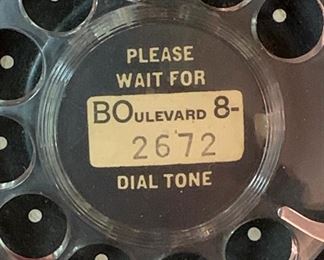 PLEASE
WAIT FOR
BOULEVARD 8-
2672
DIAL TONE